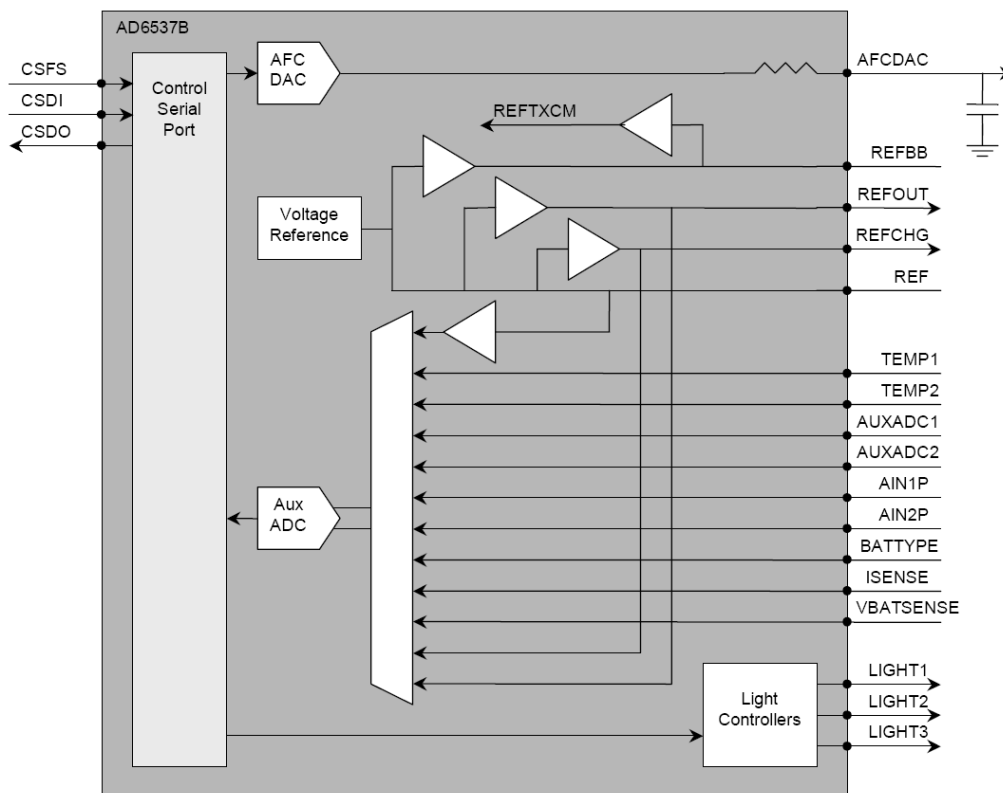 AD6537B
CSFS
CSDI
CSDO
Control
Serial
Port
AFC
DAC
AFCDAC
REFTXCM
REFBB
REFOUT
REFCHG
REF
Voltage
Reference
TEMP1
TEMP2
AUXADC1
AUXADC2
AIN1P
AIN2P
BATTYPE
ISENSE
VBATSENSE
Aux
ADC
Light
Controllers
LIGHT1
LIGHT2
LIGHT3